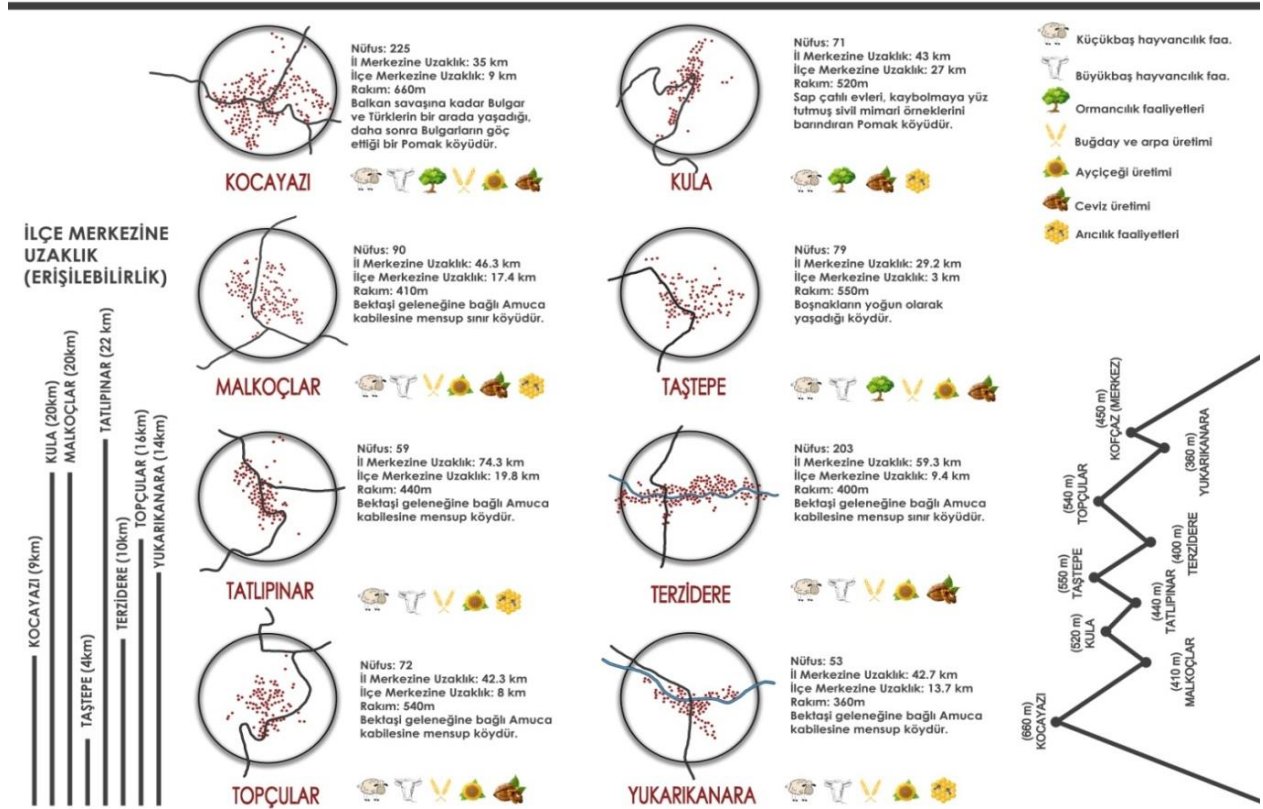 Nüfus: 225
İl Merkezine Uzaklık: 35 km
İlçe Merkezine Uzaklık: 9 km
Rakım: 660m
Balkan savaşına kadar Bulgar
ve Türklerin bir arada yaşadığı,
daha sonra Bulgarların göç
ettiği bir Pomak köyüdür.
KOCAYAZI
Nüfus: 71
İl Merkezine Uzaklık: 43 km
İlçe Merkezine Uzaklık: 27 km
Rakım: 520m
Sap çatılı evleri, kaybolmaya yüz
tutmuş sivil mimari örneklerini
barındıran Pomak köyüdür.
KULA
Küçükbaş hayvancılık faa.
Büyükbaş hayvancılık faa.
Ormancılık faaliyetleri
Buğday ve arpa üretimi
Ayçiçeği üretimi
Ceviz üretimi
Arıcılık faaliyetleri
İLÇE MERKEZİNE
UZAKLIK
(ERİŞİLEBİLİRLİK)
KOCAYAZI (9km)
KULA (20km)
MALKOÇLAR (20km)
TAŞTEPE (4km)
TATLIPINAR (22 km)
TERZİDERE (10km)
TOPÇULAR (16km)
YUKARIKANARA (14km)
Nüfus: 90
İl Merkezine Uzaklık: 46.3 km
İlçe Merkezine Uzaklık: 17.4 km
Rakım: 410m
Bektaşi geleneğine bağlı Amuca
kabilesine mensup sınır köyüdür.
MALKOÇLAR
Nüfus: 79
İl Merkezine Uzaklık: 29.2 km
İlçe Merkezine Uzaklık: 3 km
Rakım: 550m
Boşnakların yoğun olarak
yaşadığı köydür.
TAŞTEPE
Nüfus: 59
İl Merkezine Uzaklık: 74.3 km
İlçe Merkezine Uzaklık: 19.8 km
Rakım: 440m
Bektaşi geleneğine bağlı Amuca
kabilesine mensup köydür.
TATLIPINAR
Nüfus: 203
İl Merkezine Uzaklık: 59.3 km
İlçe Merkezine Uzaklık: 9.4 km
Rakım: 400m
Bektaşi geleneğine bağlı Amuca
kabilesine mensup sınır köyüdür.
TERZİDERE
Nüfus: 72
İl Merkezine Uzaklık: 42.3 km
İlçe Merkezine Uzaklık: 8 km
Rakım: 540m
Bektaşi geleneğine bağlı Amuca
kabilesine mensup köydür.
TOPÇULAR
Nüfus: 53
İl Merkezine Uzaklık: 42.7 km
İlçe Merkezine Uzaklık: 13.7 km
Rakım: 360m
Bektaşi geleneğine bağlı Amuca
kabilesine mensup köydür.
YUKARIKANARA
(660 m)
KOCAYAZI
(410 m)
MALKOÇLAR
(520 m)
KULA
(440 m)
TATLIPINAR
(550 m)
TAŞTEPE
(400 m)
TERZİDERE
(540 m)
TOPÇULAR
(360 m)
YUKARIKANARA
(450 m)
KOFÇAZ (MERKEZ)